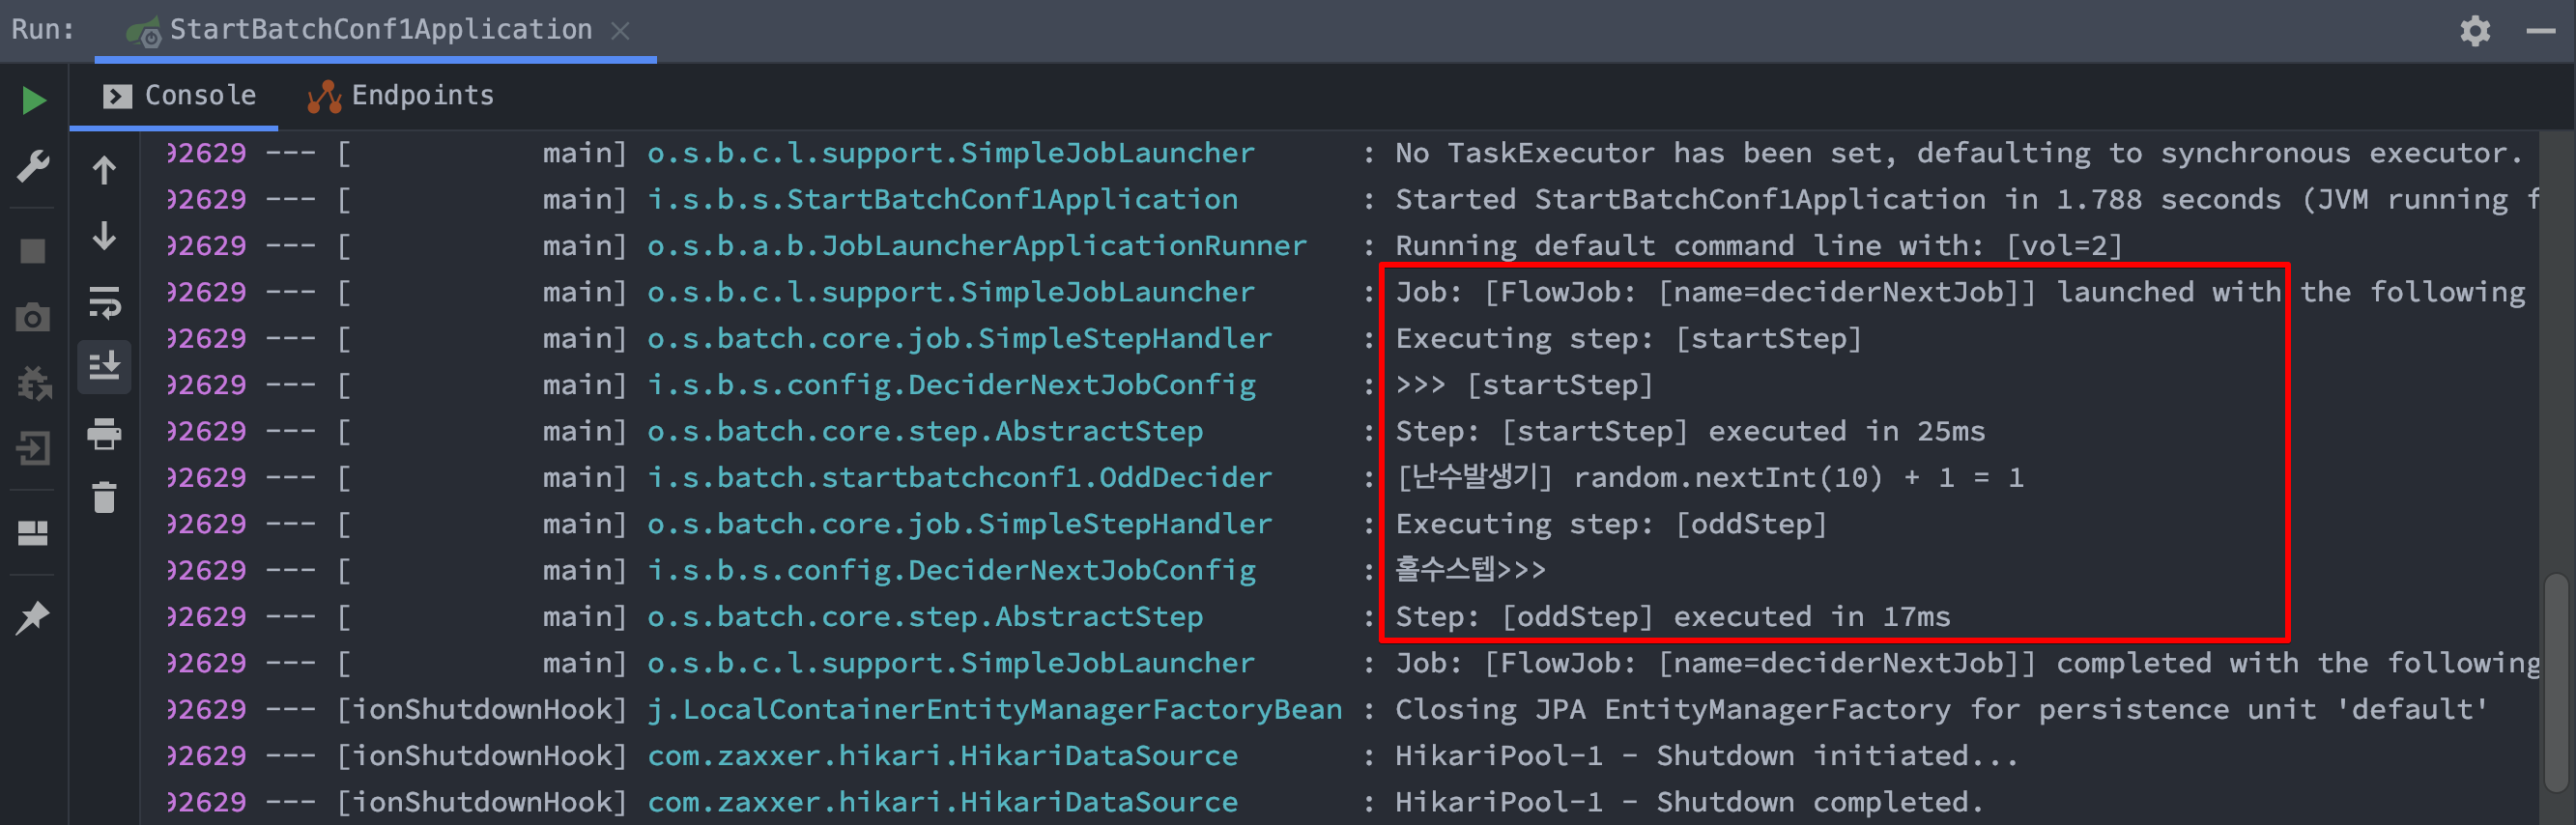 Run: StartBatchConf1Application
Console Endpoints
92629 --- [           main] o.s.b.c.l.support.SimpleJobLauncher      : No TaskExecutor has been set, defaulting to synchronous executor.
92629 --- [           main] i.s.b.s.StartBatchConf1Application       : Started StartBatchConf1Application in 1.788 seconds (JVM running f
92629 --- [           main] o.s.b.a.b.JobLauncherApplicationRunner   : Running default command line with: [vol=2]
92629 --- [           main] o.s.b.c.l.support.SimpleJobLauncher      : Job: [FlowJob: [name=deciderNextJob]] launched with the following
92629 --- [           main] o.s.batch.core.job.SimpleStepHandler     : Executing step: [startStep]
92629 --- [           main] i.s.b.s.config.DeciderNextJobConfig      : >>> [startStep]
92629 --- [           main] o.s.batch.core.step.AbstractStep         : Step: [startStep] executed in 25ms
92629 --- [           main] i.s.batch.startbatchconf1.OddDecider     : [난수발생기] random.nextInt(10) + 1 = 1
92629 --- [           main] o.s.batch.core.job.SimpleStepHandler     : Executing step: [oddStep]
92629 --- [           main] i.s.b.s.config.DeciderNextJobConfig      : 홀수스텝>>>
92629 --- [           main] o.s.batch.core.step.AbstractStep         : Step: [oddStep] executed in 17ms
92629 --- [           main] o.s.b.c.l.support.SimpleJobLauncher      : Job: [FlowJob: [name=deciderNextJob]] completed with the following
92629 --- [ionShutdownHook] j.LocalContainerEntityManagerFactoryBean : Closing JPA EntityManagerFactory for persistence unit 'default'
92629 --- [ionShutdownHook] com.zaxxer.hikari.HikariDataSource       : HikariPool-1 - Shutdown initiated...
92629 --- [ionShutdownHook] com.zaxxer.hikari.HikariDataSource       : HikariPool-1 - Shutdown completed.